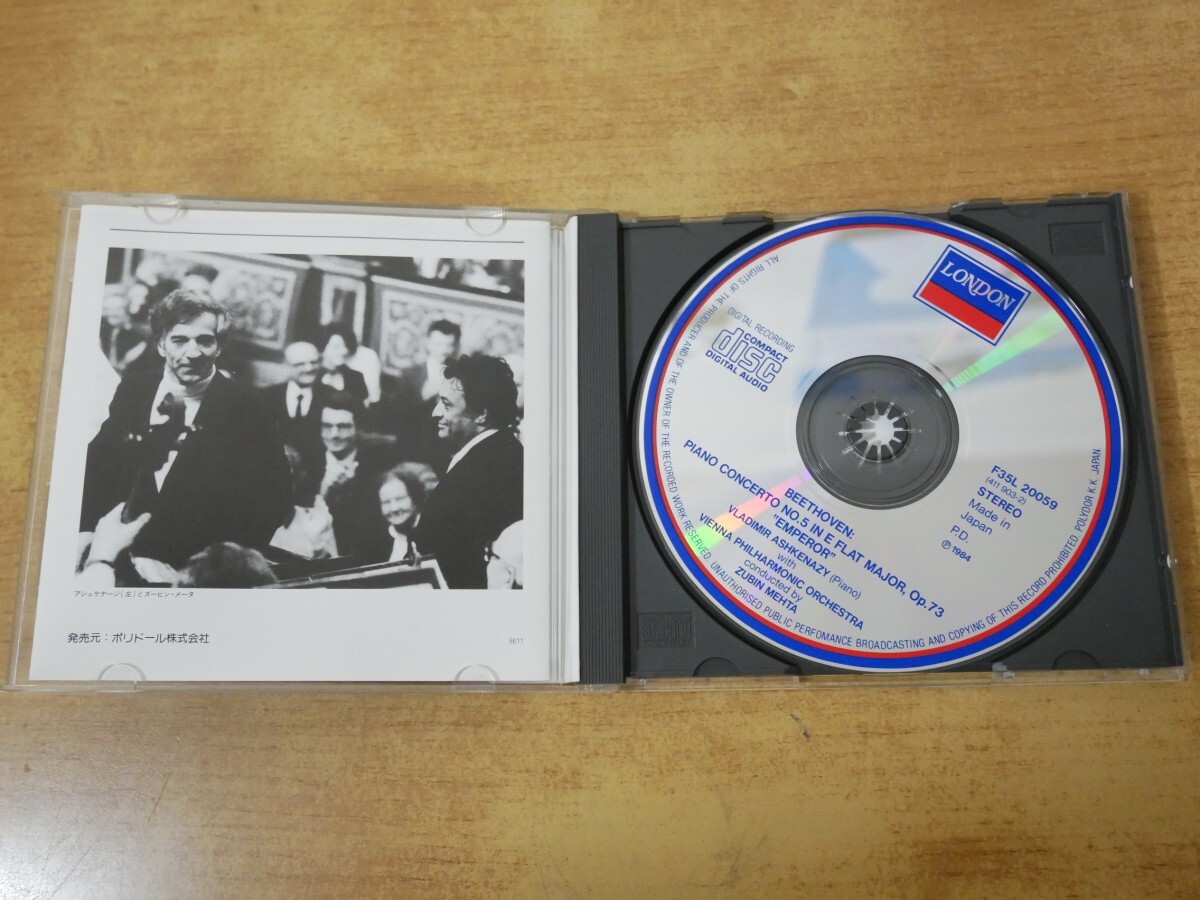 アシュケナージ(左)とズービン・メータ
発売元：ポリドール株式会社
8611
LONDON
DIGITAL RECORDING
COMPACT
disc
DIGITAL AUDIO
F35L 20059
(411 903-2)
STEREO
Made in
Japan
P.D.
℗ 1984
BEETHOVEN:
PIANO CONCERTO NO.5 IN E FLAT MAJOR, Op.73
"EMPEROR"
VLADIMIR ASHKENAZY (Piano)
with
VIENNA PHILHARMONIC ORCHESTRA
conducted by
ZUBIN MEHTA
ALL RIGHTS OF THE PRODUCER AND OF THE OWNER OF THE RECORDED WORK RESERVED. UNAUTHORISED PUBLIC PERFOMANCE BROADCASTING AND COPYING OF THIS RECORD PROHIBITED POLYDOR K.K. JAPAN